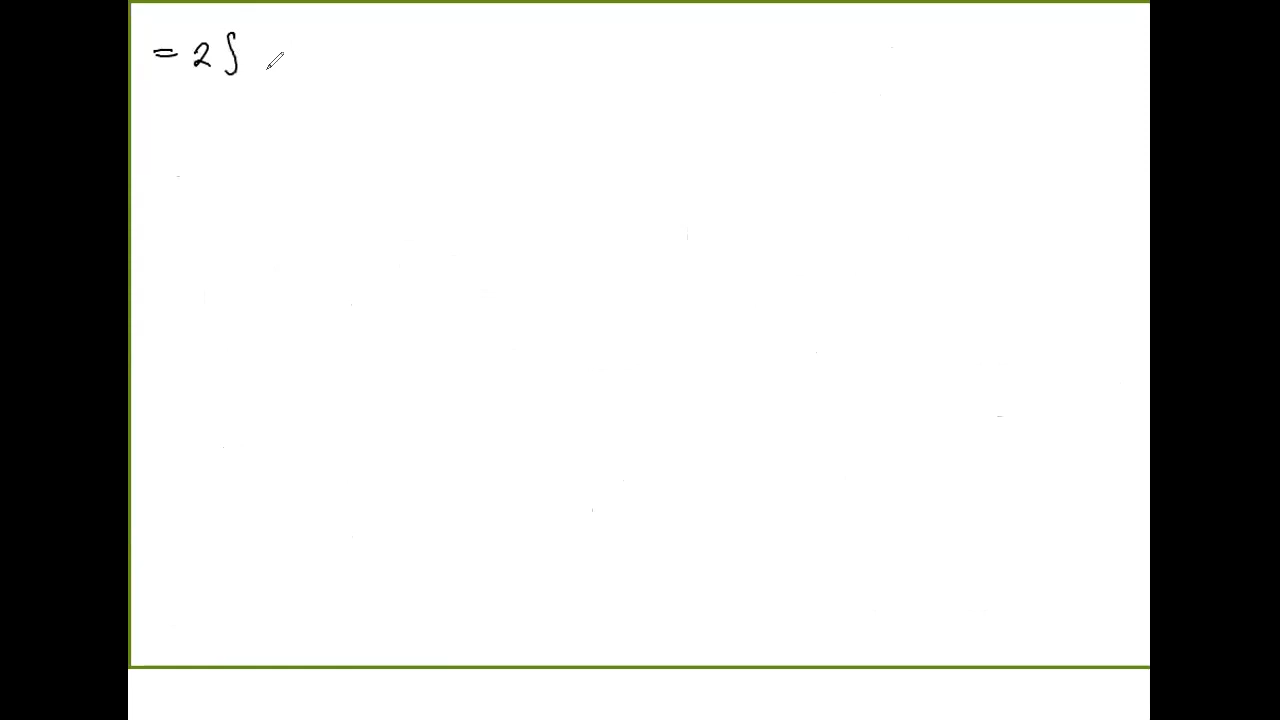 = 2 ∫